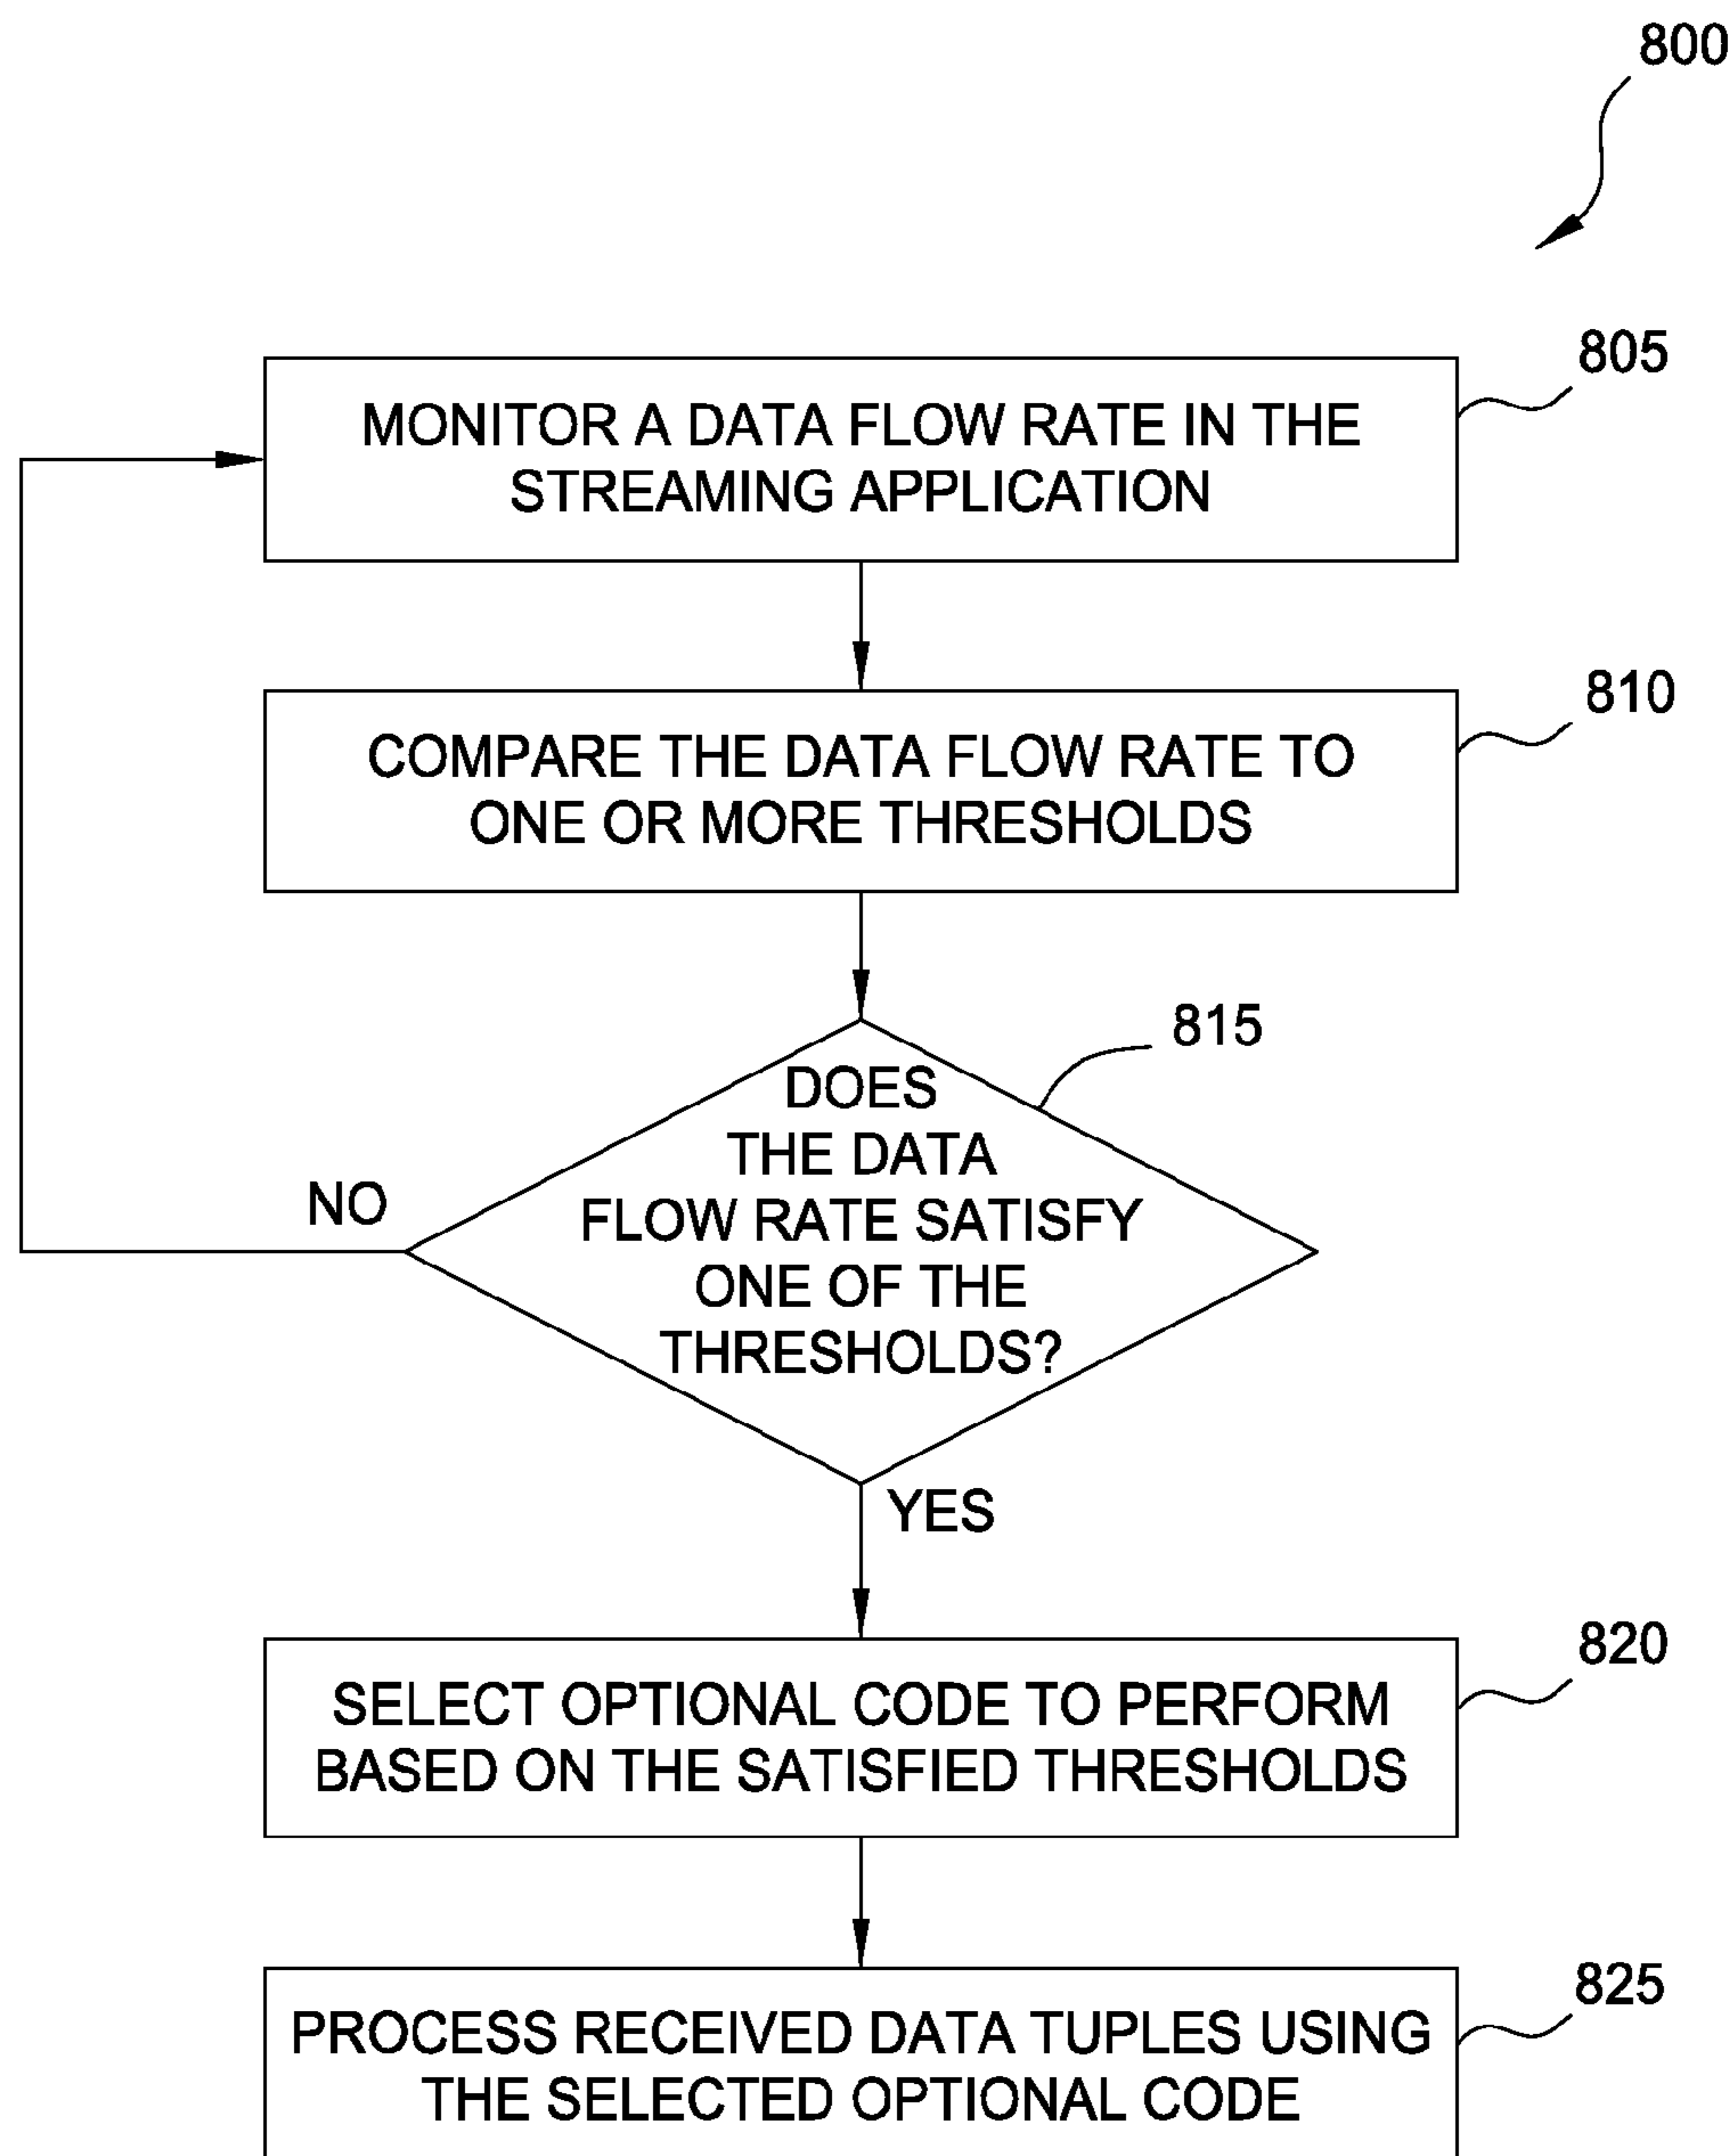 800
805
MONITOR A DATA FLOW RATE IN THE
STREAMING APPLICATION
810
COMPARE THE DATA FLOW RATE TO
ONE OR MORE THRESHOLDS
815
DOES
THE DATA
FLOW RATE SATISFY
ONE OF THE
THRESHOLDS?
NO
YES
820
SELECT OPTIONAL CODE TO PERFORM
BASED ON THE SATISFIED THRESHOLDS
825
PROCESS RECEIVED DATA TUPLES USING
THE SELECTED OPTIONAL CODE